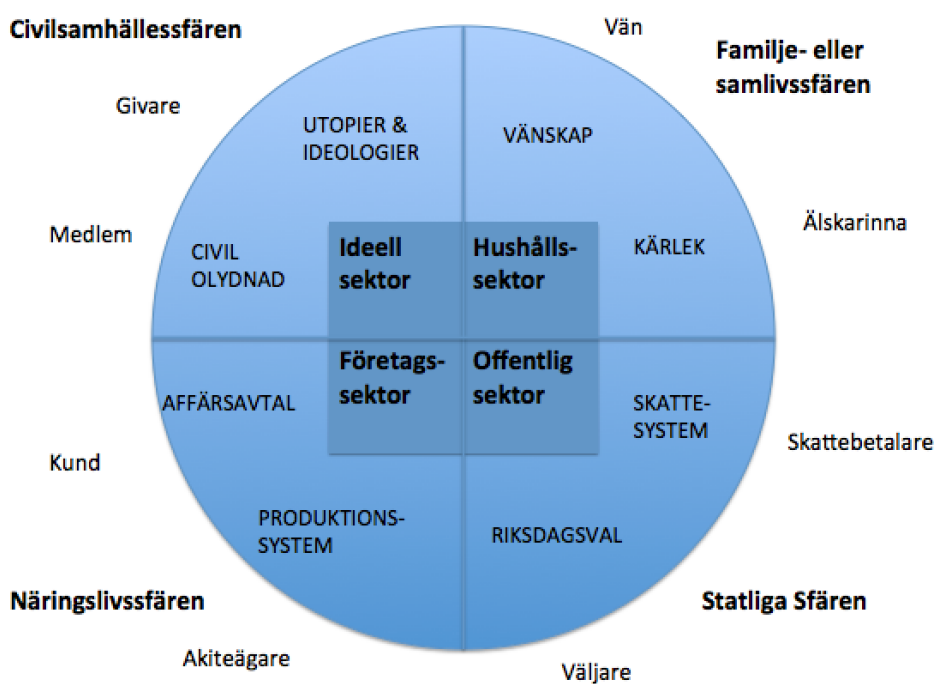 Civilsamhällessfären
Vän
Familje- eller
samlivssfären
Givare
UTOPIER &
IDEOLOGIER
VÄNSKAP
Medlem
Älskarinna
CIVIL
OLYDNAD
Ideell
sektor
Hushålls-
sektor
KÄRLEK
Företags-
sektor
Offentlig
sektor
AFFÄRSAVTAL
SKATTE-
SYSTEM
Kund
Skattebetalare
PRODUKTIONS-
SYSTEM
RIKSDAGSVAL
Näringslivssfären
Statliga Sfären
Akiteägare
Väljare